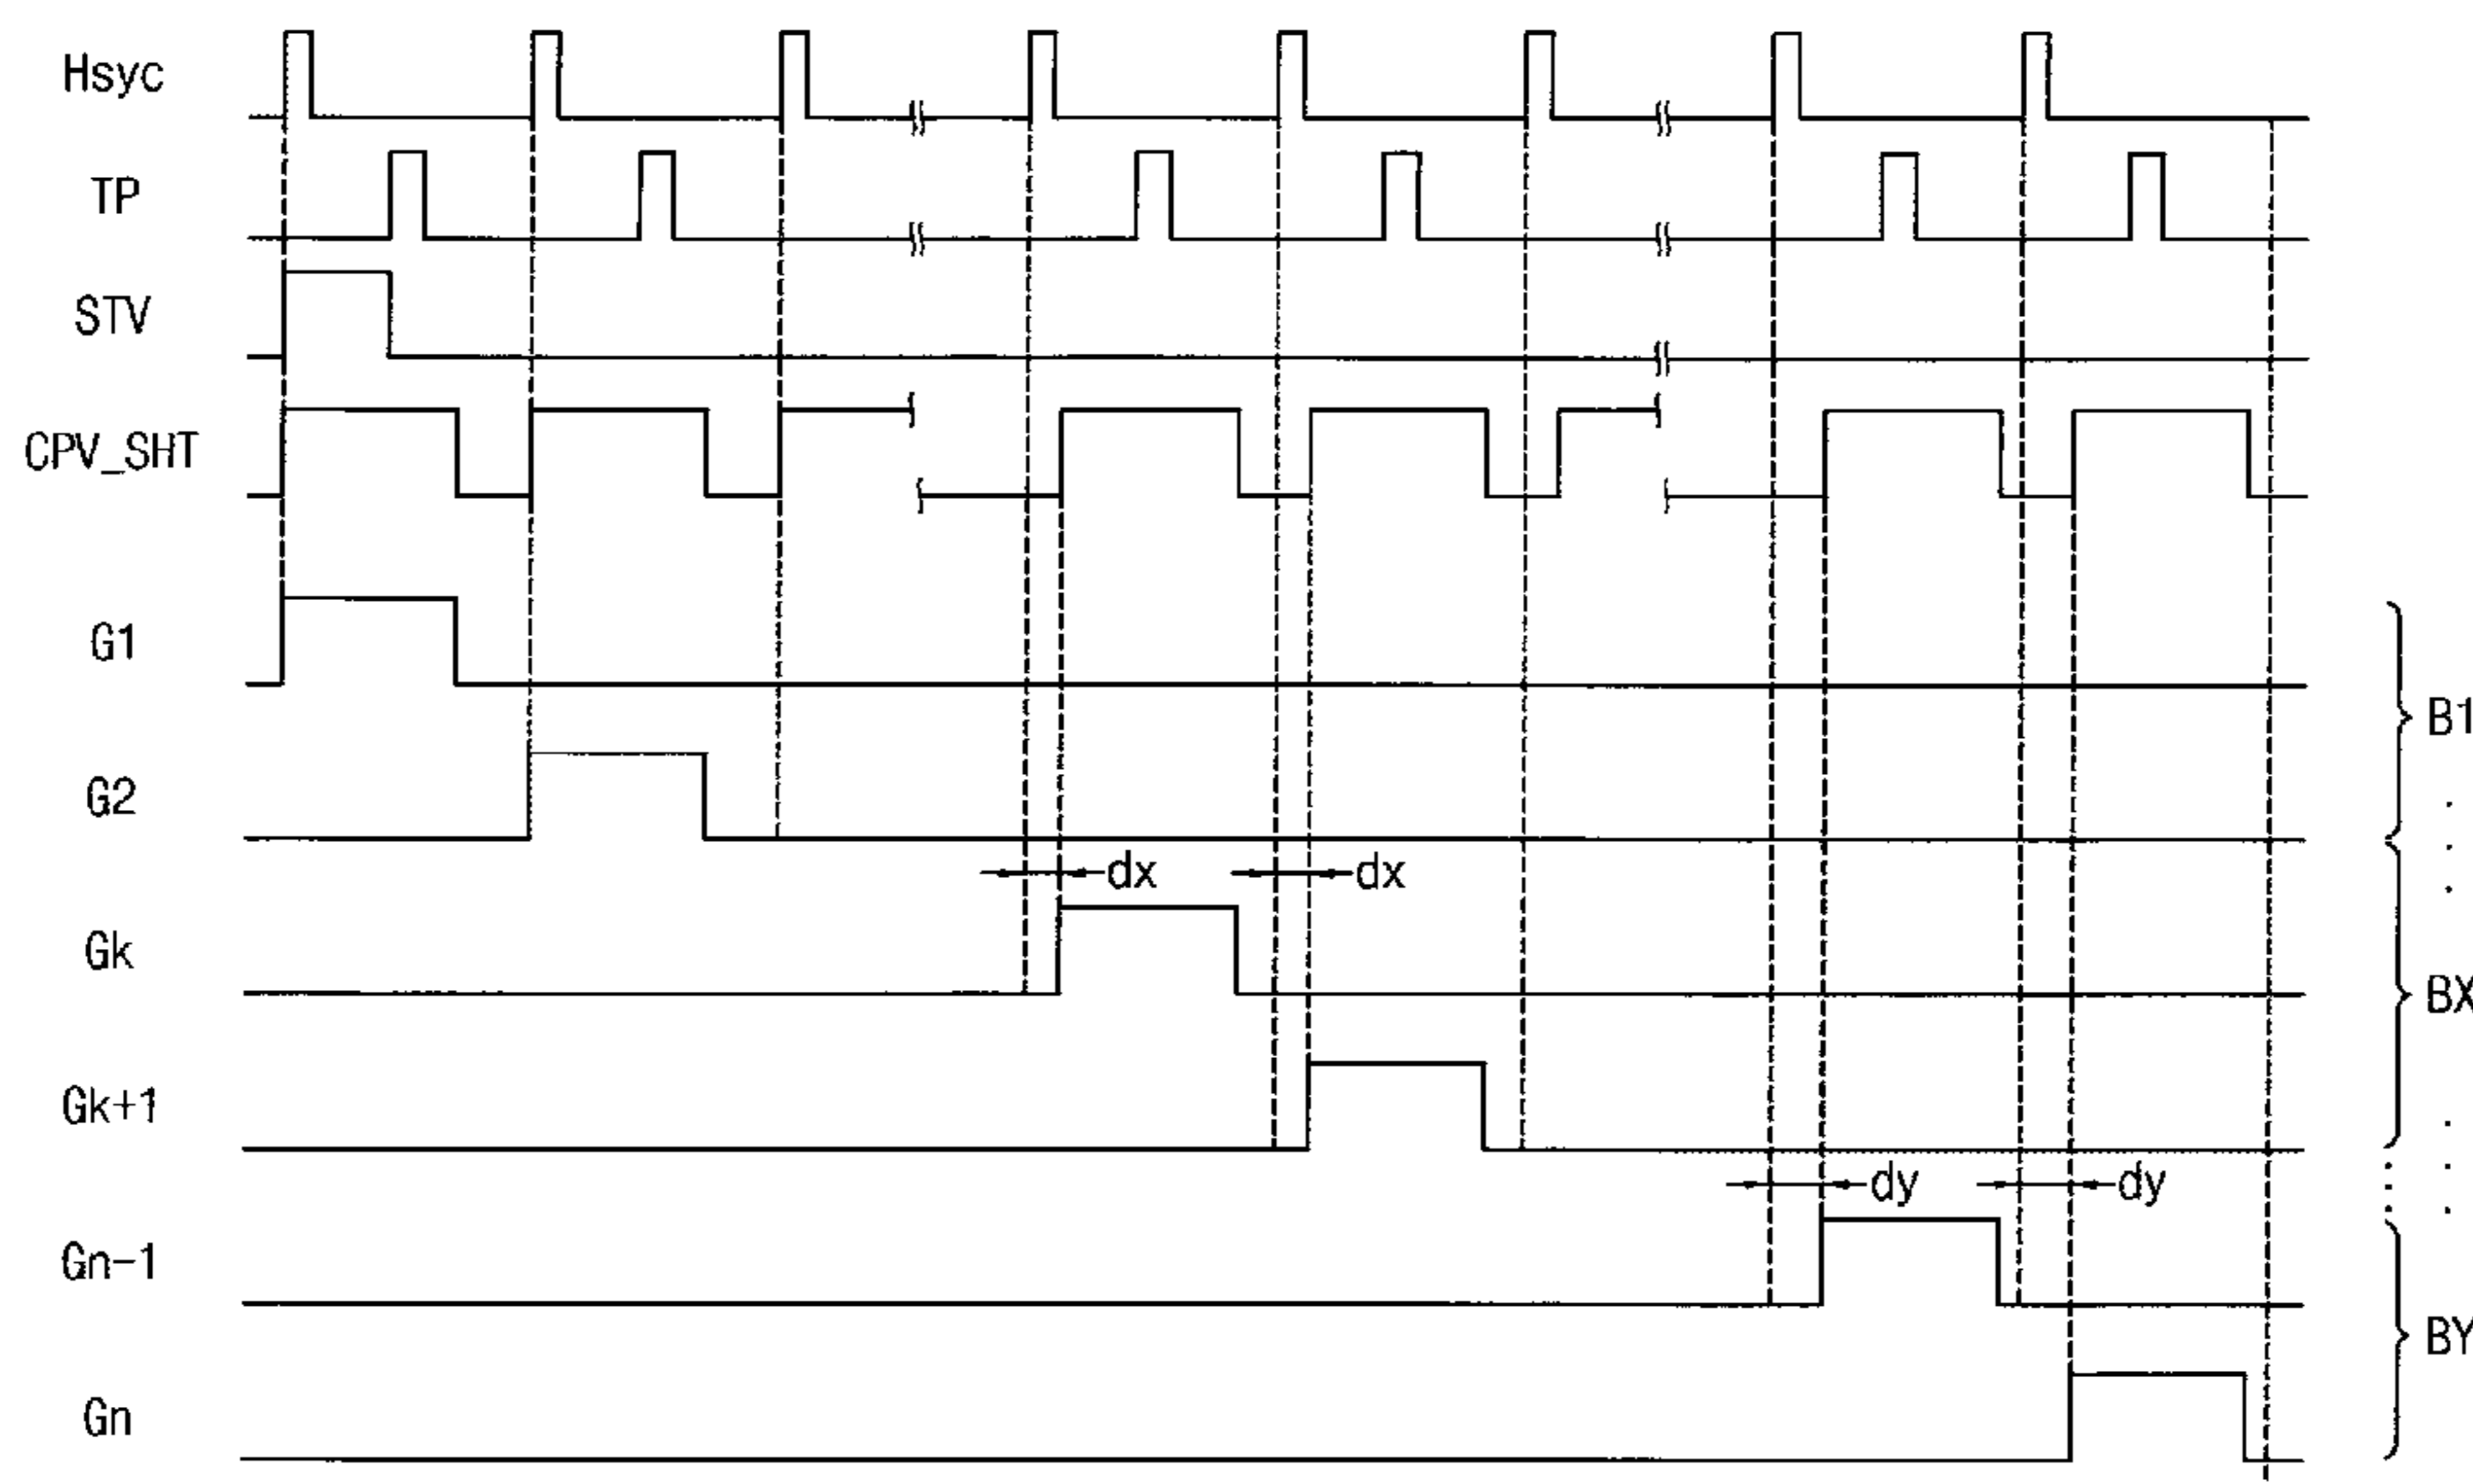 Hsyc
TP
STV
CPV_SHT
G1
B1
G2
dx dx
Gk
BX
Gk+1
dy dy
Gn-1
BY
Gn